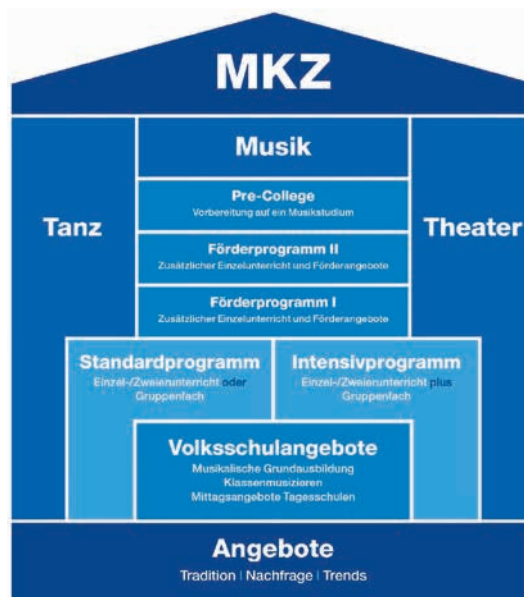 MKZ
Musik
Pre-College
Vorbereitung auf ein Musikstudium
Tanz
Theater
Förderprogramm II
Zusätzlicher Einzelunterricht und Förderangebote
Förderprogramm I
Zusätzlicher Einzelunterricht und Förderangebote
Standardprogramm
Einzel-/Zweierunterricht oder
Gruppenfach
Intensivprogramm
Einzel-/Zweierunterricht plus
Gruppenfach
Volksschulangebote
Musikalische Grundausbildung
Klassenmusizieren
Mittagsangebote Tagesschulen
Angebote
Tradition | Nachfrage | Trends